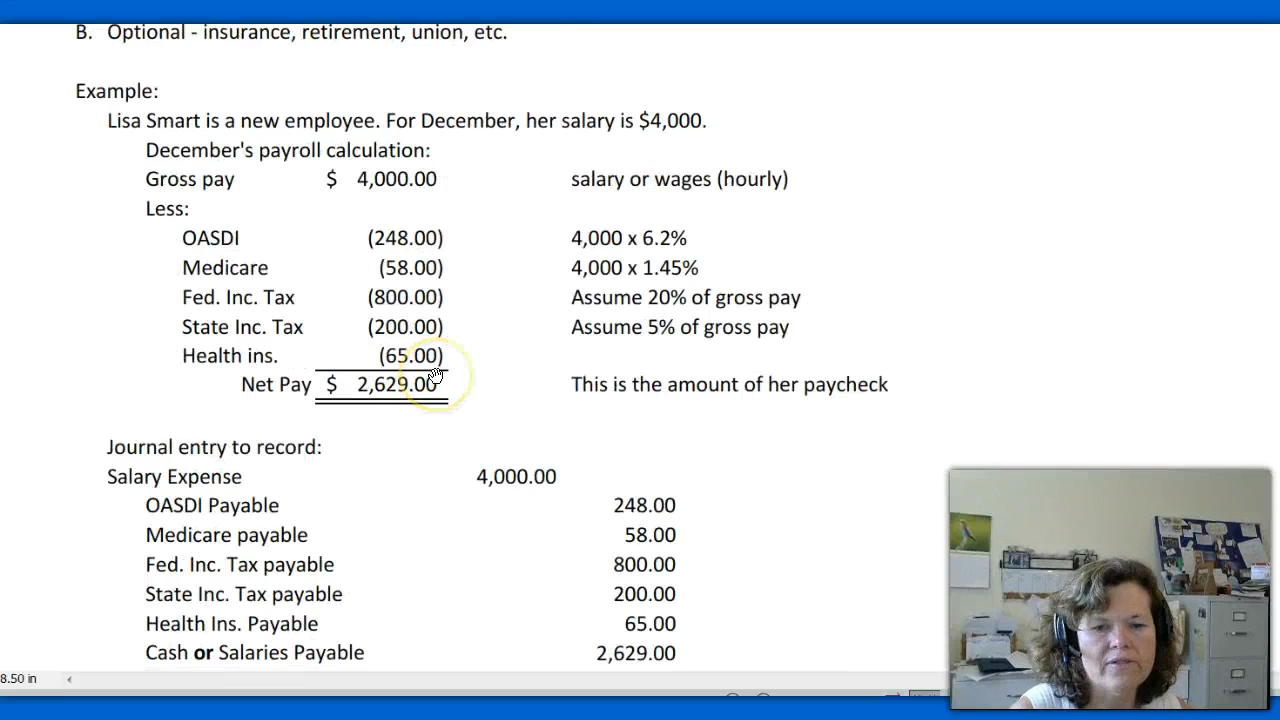 B. Optional - insurance, retirement, union, etc.
Example:
Lisa Smart is a new employee. For December, her salary is $4,000.
December's payroll calculation:
Gross pay $ 4,000.00 salary or wages (hourly)
Less:
OASDI (248.00) 4,000 x 6.2%
Medicare (58.00) 4,000 x 1.45%
Fed. Inc. Tax (800.00) Assume 20% of gross pay
State Inc. Tax (200.00) Assume 5% of gross pay
Health ins. (65.00)
Net Pay $ 2,629.00 This is the amount of her paycheck
Journal entry to record:
Salary Expense 4,000.00
OASDI Payable 248.00
Medicare payable 58.00
Fed. Inc. Tax payable 800.00
State Inc. Tax payable 200.00
Health Ins. Payable 65.00
Cash or Salaries Payable 2,629.00
8.50 in